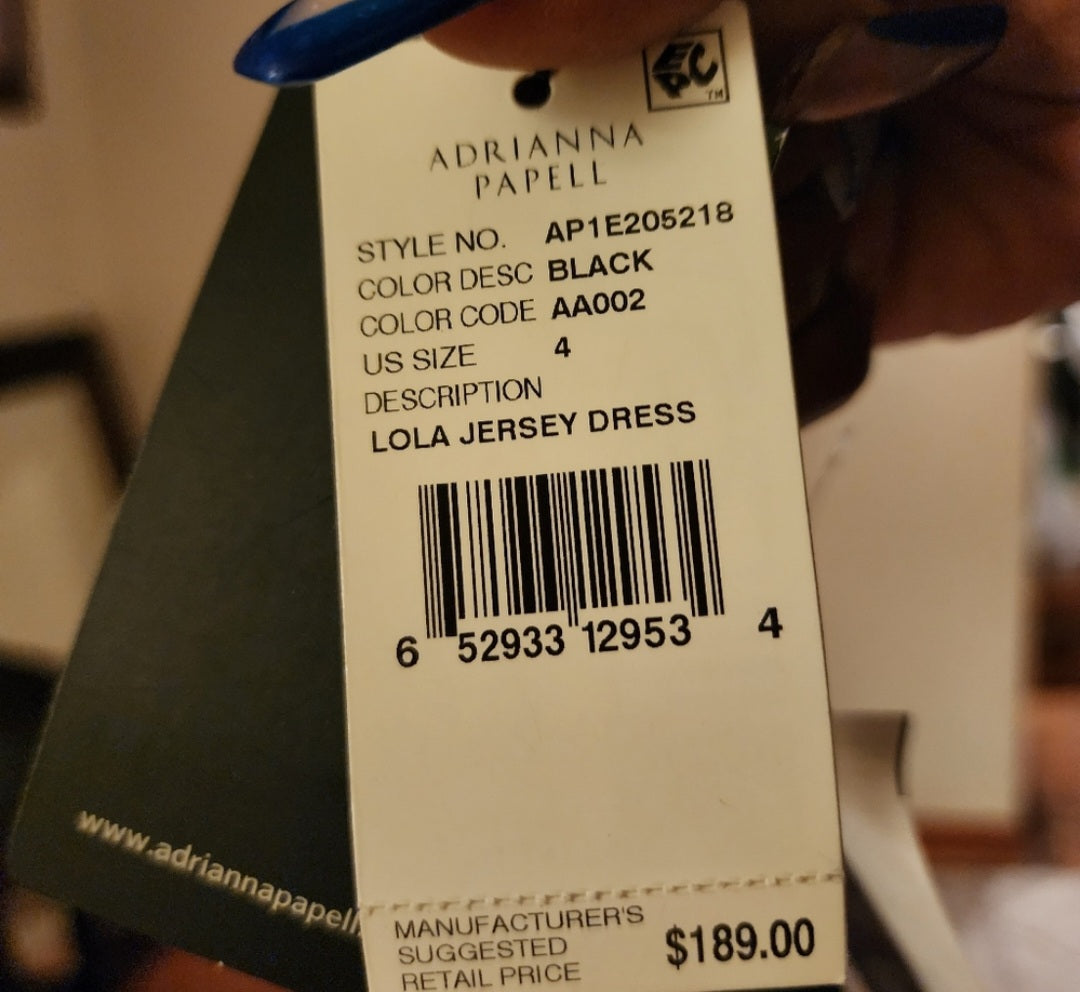 EPC
TM
ADRIANNA
PAPELL
STYLE NO. AP1E205218
COLOR DESC BLACK
COLOR CODE AA002
US SIZE 4
DESCRIPTION
LOLA JERSEY DRESS
6 52933 12953 4
www.adriannapapell
MANUFACTURER'S
SUGGESTED
RETAIL PRICE
$189.00